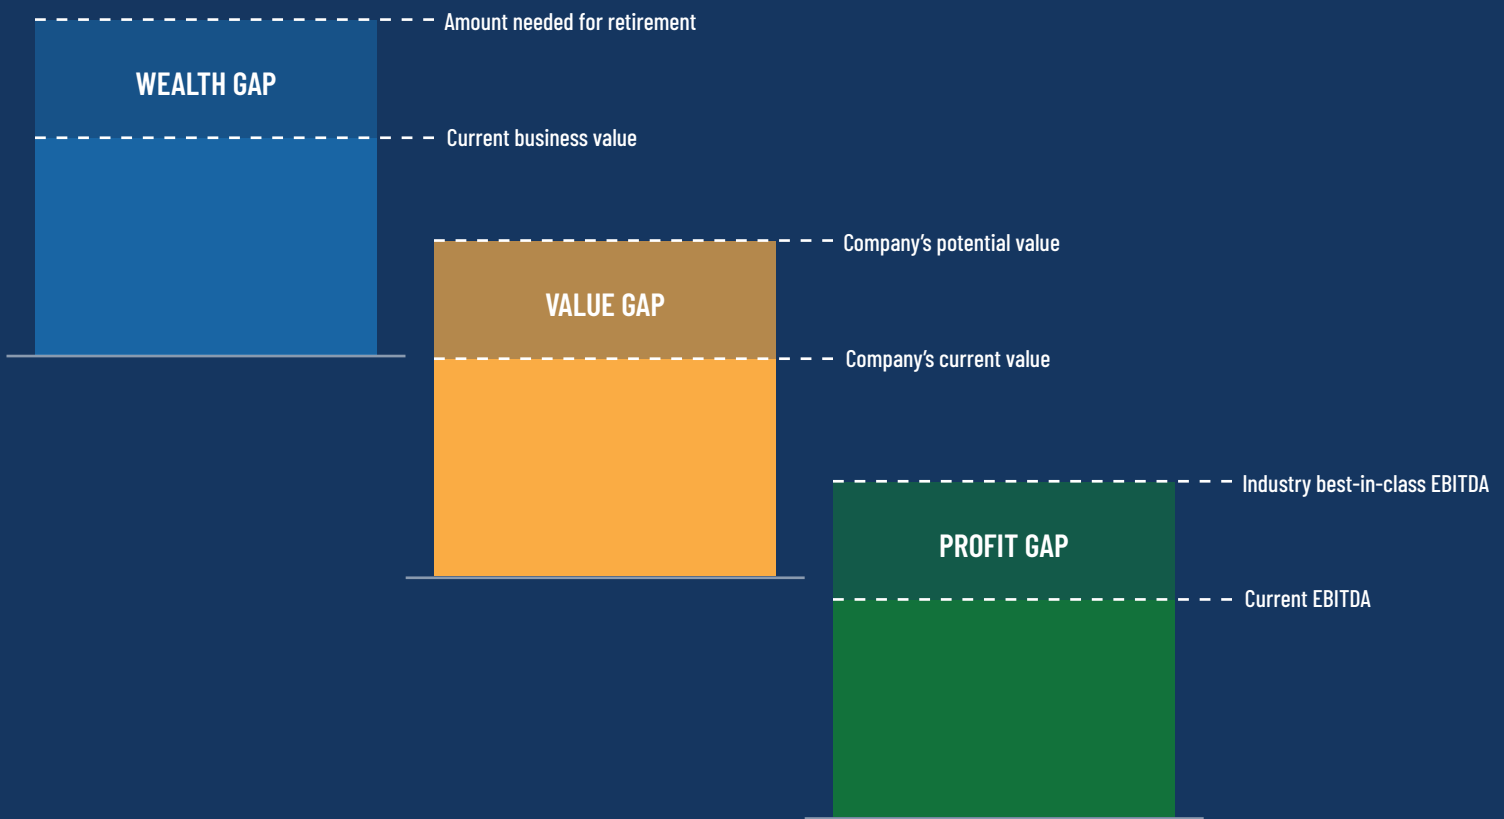 Amount needed for retirement
WEALTH GAP
Current business value
Company’s potential value
VALUE GAP
Company’s current value
Industry best-in-class EBITDA
PROFIT GAP
Current EBITDA